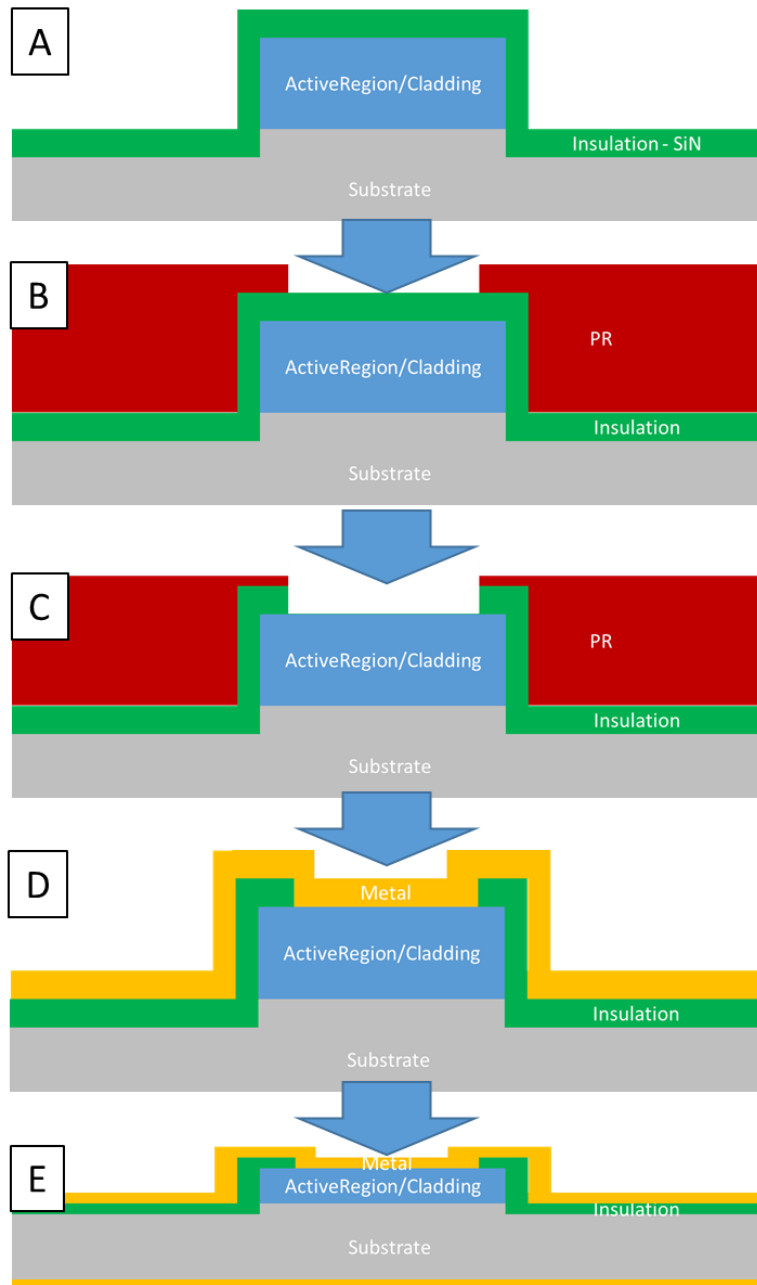 A
ActiveRegion/Cladding
Insulation - SiN
Substrate
B
PR
ActiveRegion/Cladding
Insulation
Substrate
C
PR
ActiveRegion/Cladding
Insulation
Substrate
D
Metal
ActiveRegion/Cladding
Insulation
Substrate
E
Metal
ActiveRegion/Cladding
Insulation
Substrate